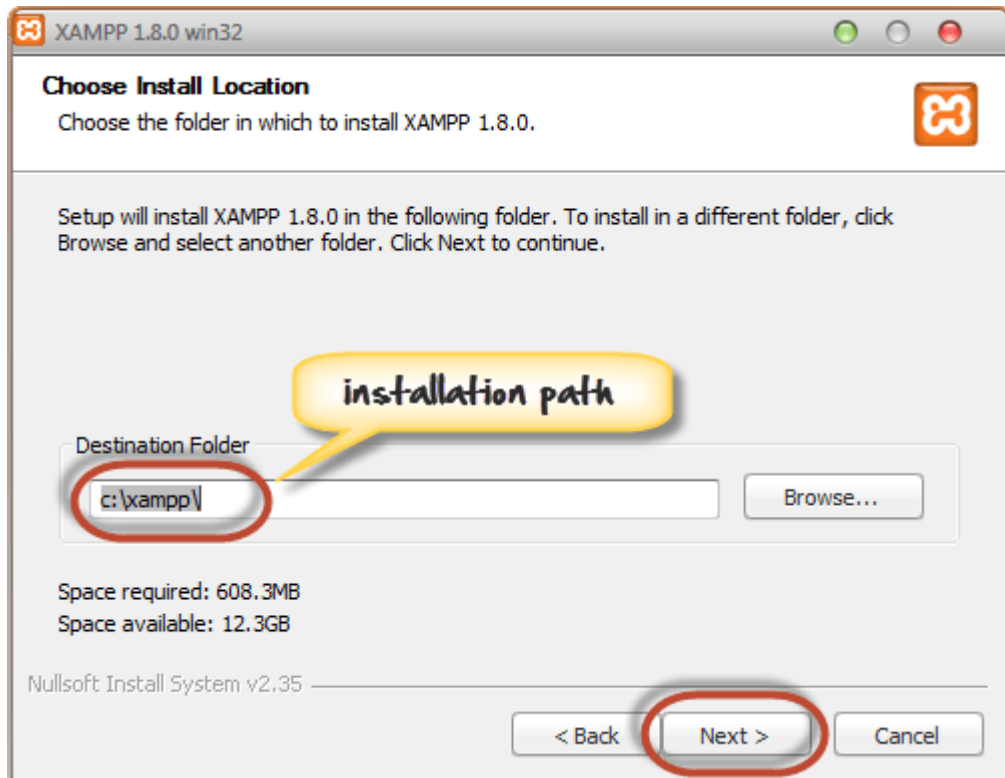 XAMPP 1.8.0 win32
Choose Install Location
Choose the folder in which to install XAMPP 1.8.0.
Setup will install XAMPP 1.8.0 in the following folder. To install in a different folder, click
Browse and select another folder. Click Next to continue.
installation path
Destination Folder
c:\xampp\
Browse...
Space required: 608.3MB
Space available: 12.3GB
Nullsoft Install System v2.35
< Back
Next >
Cancel